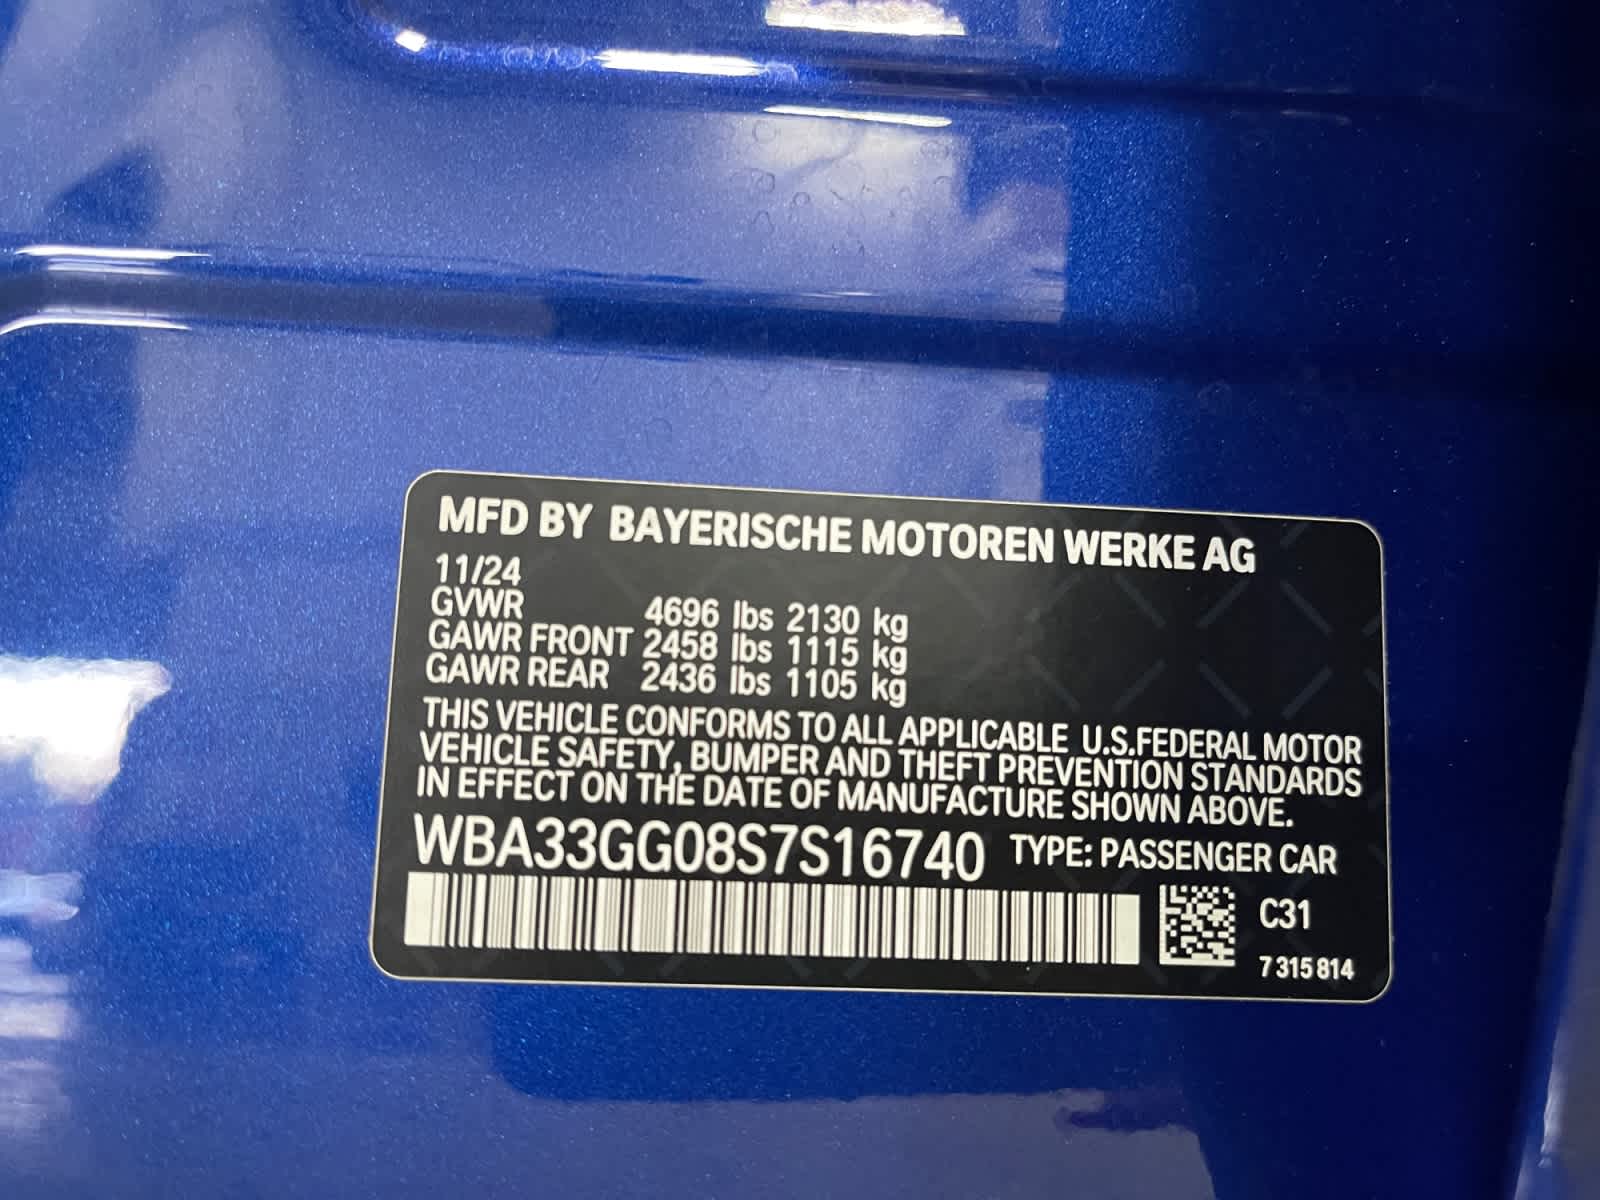 MFD BY BAYERISCHE MOTOREN WERKE AG
11/24
GVWR 4696 lbs 2130 kg
GAWR FRONT 2458 lbs 1115 kg
GAWR REAR 2436 lbs 1105 kg
THIS VEHICLE CONFORMS TO ALL APPLICABLE U.S.FEDERAL MOTOR
VEHICLE SAFETY, BUMPER AND THEFT PREVENTION STANDARDS
IN EFFECT ON THE DATE OF MANUFACTURE SHOWN ABOVE.
WBA33GG08S7S16740 TYPE: PASSENGER CAR
C31
7 315 814